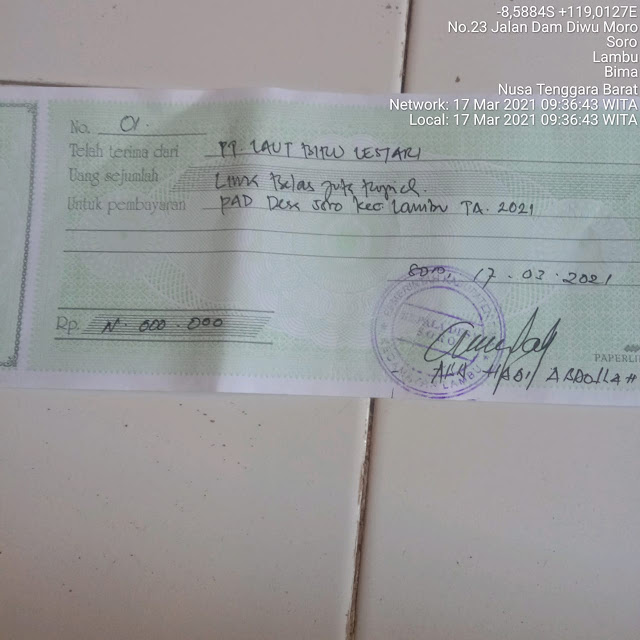 -8,5884S +119,0127E
No.23 Jalan Dam Diwu Moro
Soro
Lambu
Bima
Nusa Tenggara Barat
Network: 17 Mar 2021 09:36:43 WITA
Local: 17 Mar 2021 09:36:43 WITA
No. 01.
Telah terima dari PT. LAUT BIRU LESTARI
Uang sejumlah Lima Belas Juta Rupiah.
Untuk pembayaran PAD Desa Soro Kec Lambu TA. 2021
Soro, 17 - 03 - 2021
Rp. 000 . 000
PAPERLI
HADI ABDOLLAH